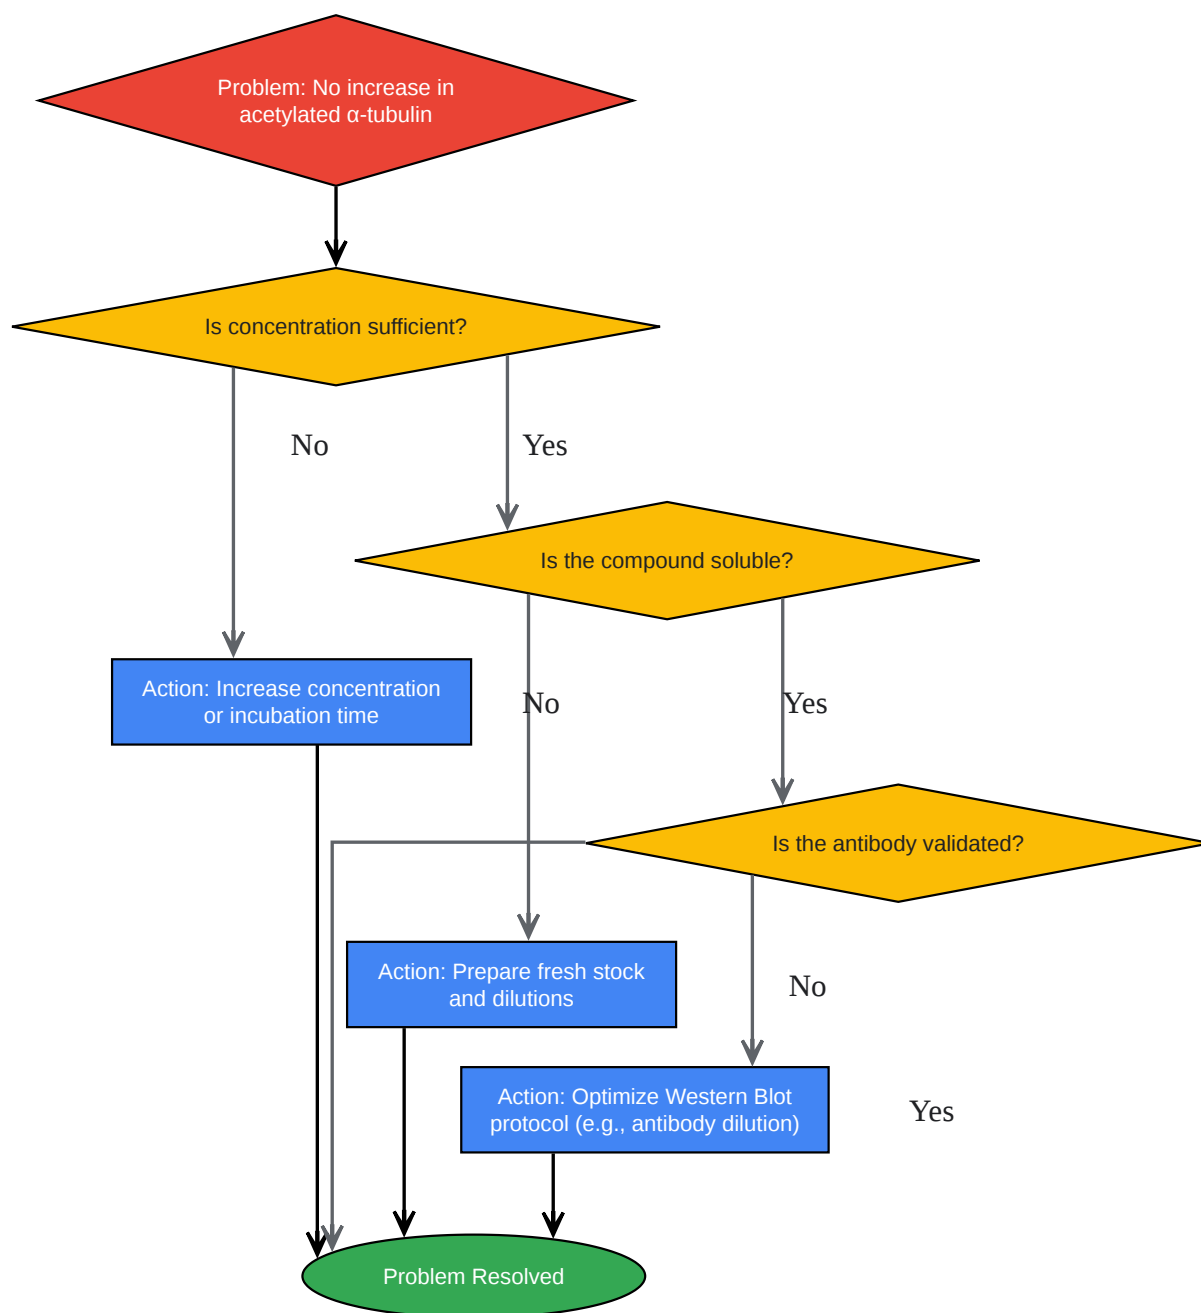 Problem: No increase in
acetylated α-tubulin
Is concentration sufficient?
No
Yes
Is the compound soluble?
Action: Increase concentration
or incubation time
No
Yes
Is the antibody validated?
Action: Prepare fresh stock
and dilutions
No
Action: Optimize Western Blot
protocol (e.g., antibody dilution)
Yes
Problem Resolved